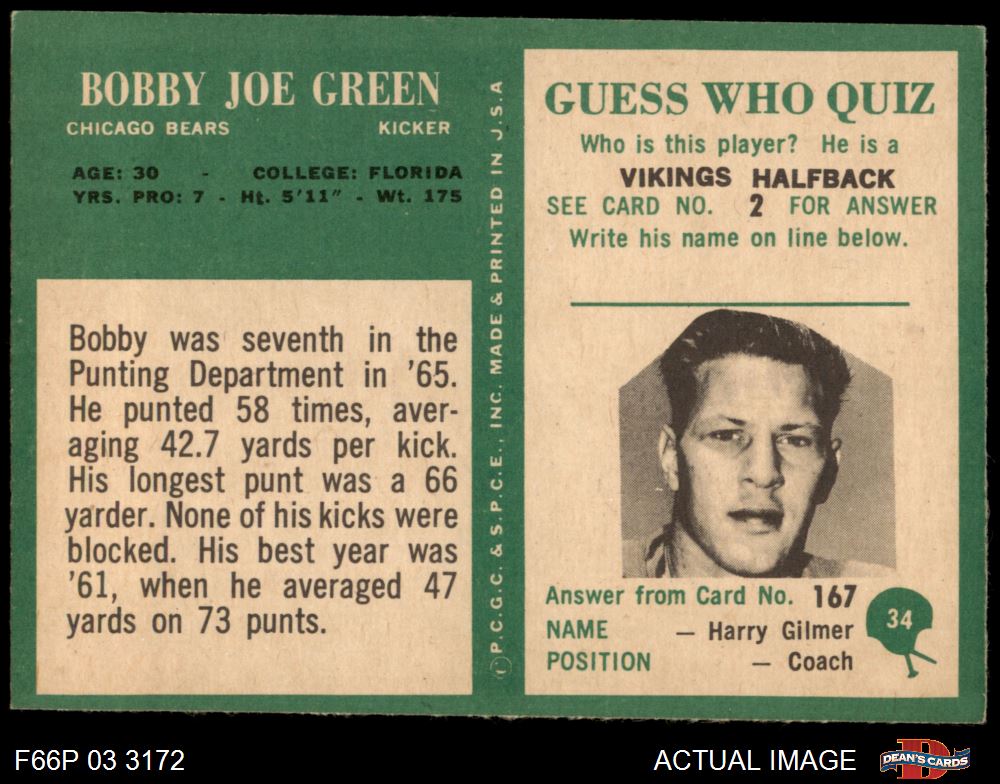 BOBBY JOE GREEN
CHICAGO BEARS KICKER
AGE: 30 - COLLEGE: FLORIDA
YRS. PRO: 7 - Ht. 5'11" - Wt. 175
Bobby was seventh in the
Punting Department in '65.
He punted 58 times, aver-
aging 42.7 yards per kick.
His longest punt was a 66
yarder. None of his kicks were
blocked. His best year was
'61, when he averaged 47
yards on 73 punts.
P.C.G.C. & S.P.C.E., INC. MADE & PRINTED IN U.S.A
GUESS WHO QUIZ
Who is this player? He is a
VIKINGS HALFBACK
SEE CARD NO. 2 FOR ANSWER
Write his name on line below.
Answer from Card No. 167
NAME — Harry Gilmer
POSITION — Coach
34
F66P 03 3172
ACTUAL IMAGE
D
DEAN'S CARDS